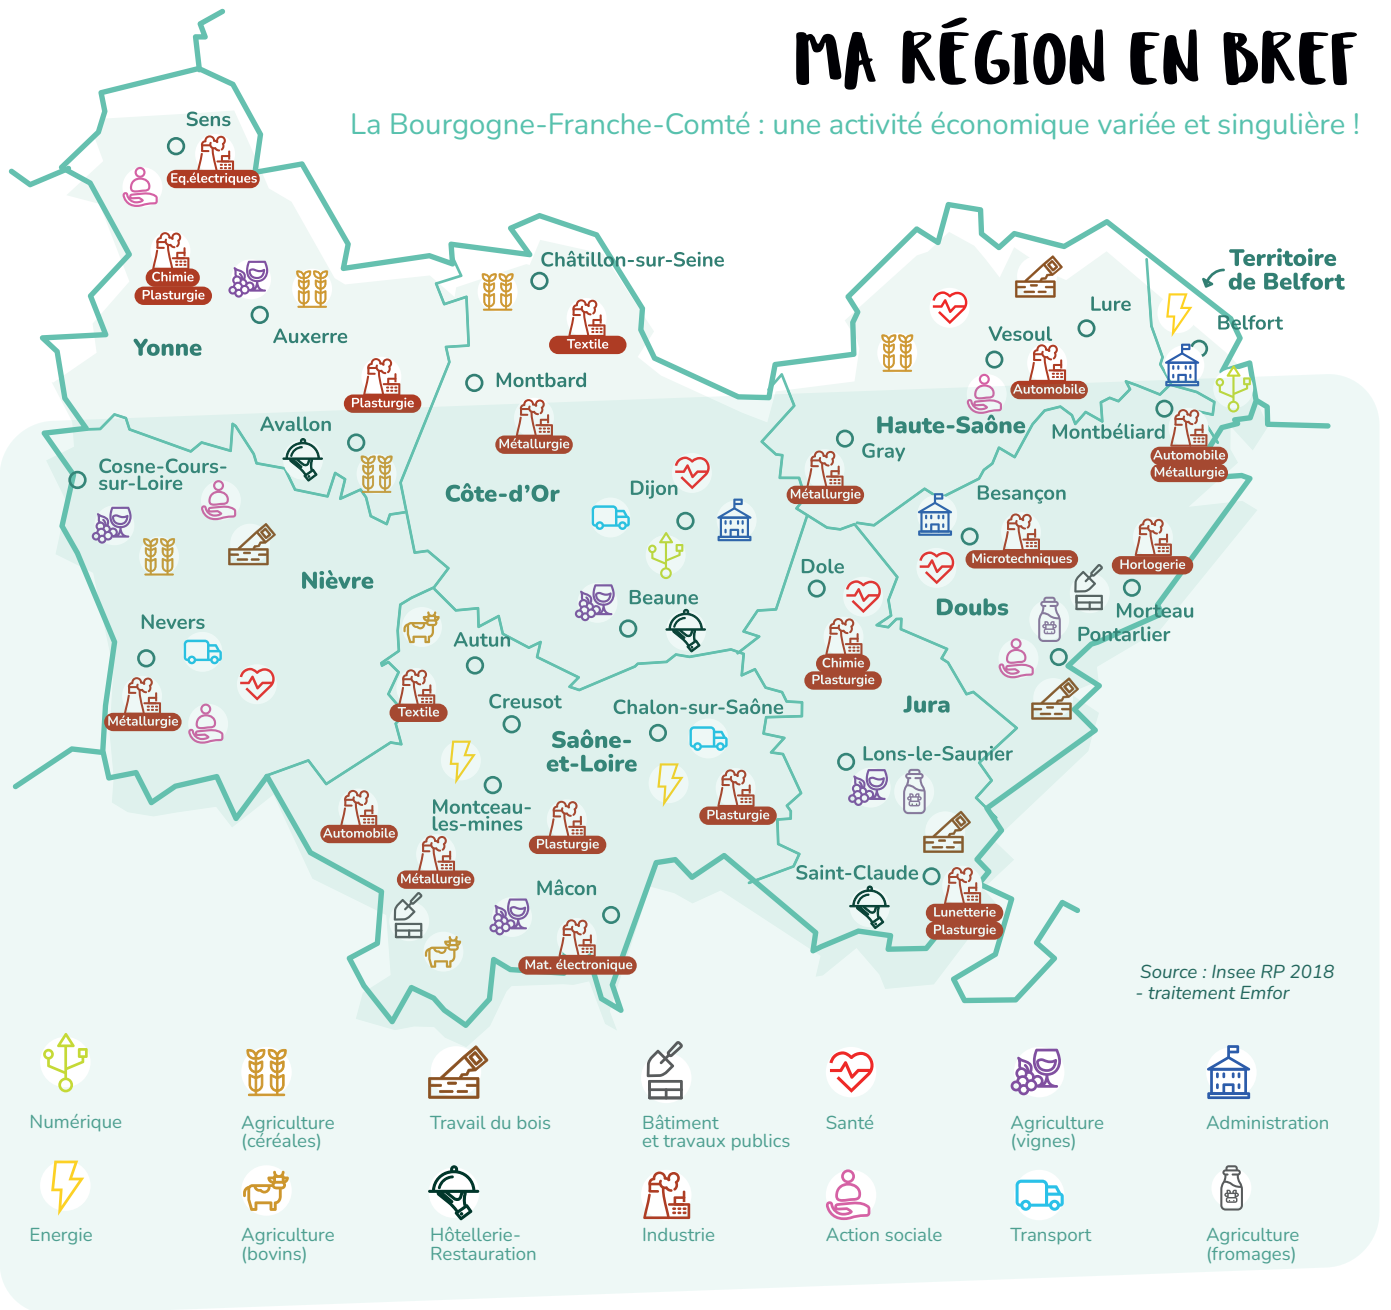 MA RÉGION EN BREF
La Bourgogne-Franche-Comté : une activité économique variée et singulière !
Sens
Eq.électriques
Chimie
Plasturgie
Auxerre
Yonne
Plasturgie
Avallon
Châtillon-sur-Seine
Textile
Montbard
Métallurgie
Côte-d'Or
Dijon
Beaune
Territoire
de Belfort
Belfort
Lure
Vesoul
Automobile
Haute-Saône
Gray
Métallurgie
Montbéliard
Automobile
Métallurgie
Besançon
Microtechniques
Horlogerie
Doubs
Morteau
Pontarlier
Cosne-Cours-
sur-Loire
Nièvre
Nevers
Métallurgie
Autun
Textile
Creusot
Chalon-sur-Saône
Saône-
et-Loire
Montceau-
les-mines
Automobile
Plasturgie
Plasturgie
Métallurgie
Mâcon
Mat. électronique
Dole
Chimie
Plasturgie
Jura
Lons-le-Saunier
Saint-Claude
Lunetterie
Plasturgie
Source : Insee RP 2018
- traitement Emfor
Numérique
Agriculture
(céréales)
Travail du bois
Bâtiment
et travaux publics
Santé
Agriculture
(vignes)
Administration
Energie
Agriculture
(bovins)
Hôtellerie-
Restauration
Industrie
Action sociale
Transport
Agriculture
(fromages)